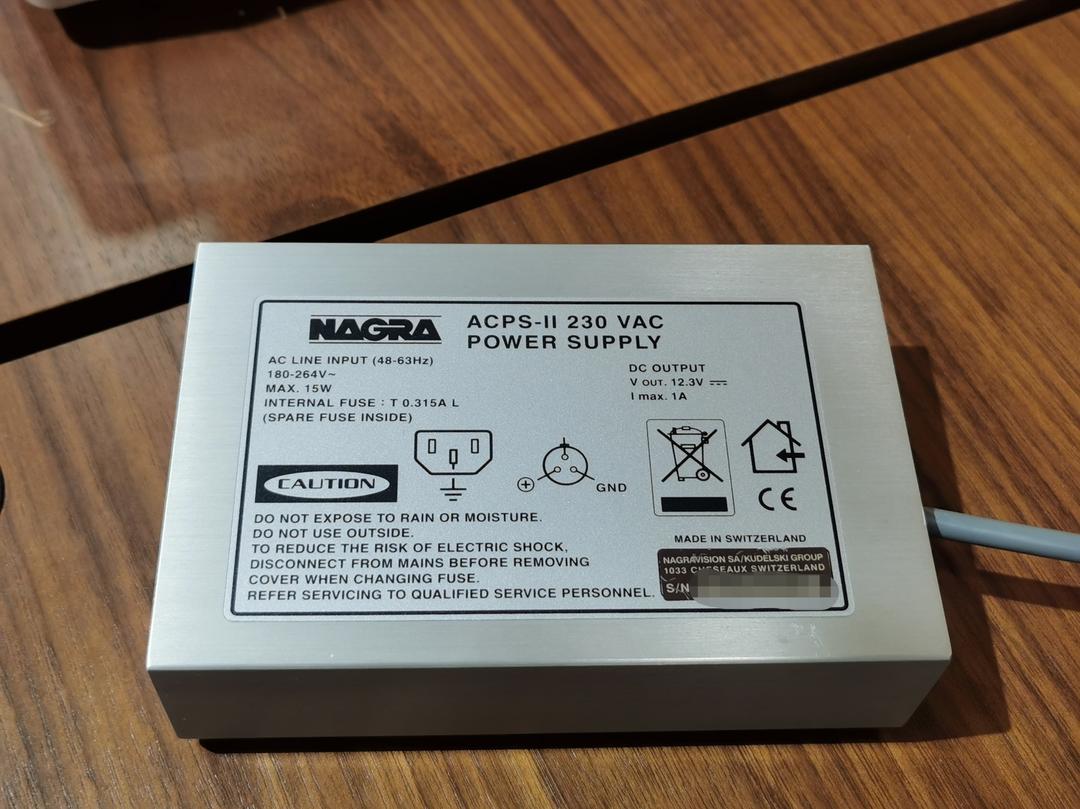 NAGRA
ACPS-II 230 VAC
POWER SUPPLY
AC LINE INPUT (48-63Hz)
180-264V~
MAX. 15W
INTERNAL FUSE : T 0.315A L
(SPARE FUSE INSIDE)
DC OUTPUT
V OUT. 12.3V
I max. 1A
GND
CAUTION
CE
DO NOT EXPOSE TO RAIN OR MOISTURE.
DO NOT USE OUTSIDE.
TO REDUCE THE RISK OF ELECTRIC SHOCK,
DISCONNECT FROM MAINS BEFORE REMOVING
COVER WHEN CHANGING FUSE.
REFER SERVICING TO QUALIFIED SERVICE PERSONNEL.
MADE IN SWITZERLAND
NAGRAVISION SA/KUDELSKI GROUP
1033 CHESEAUX SWITZERLAND
S/N